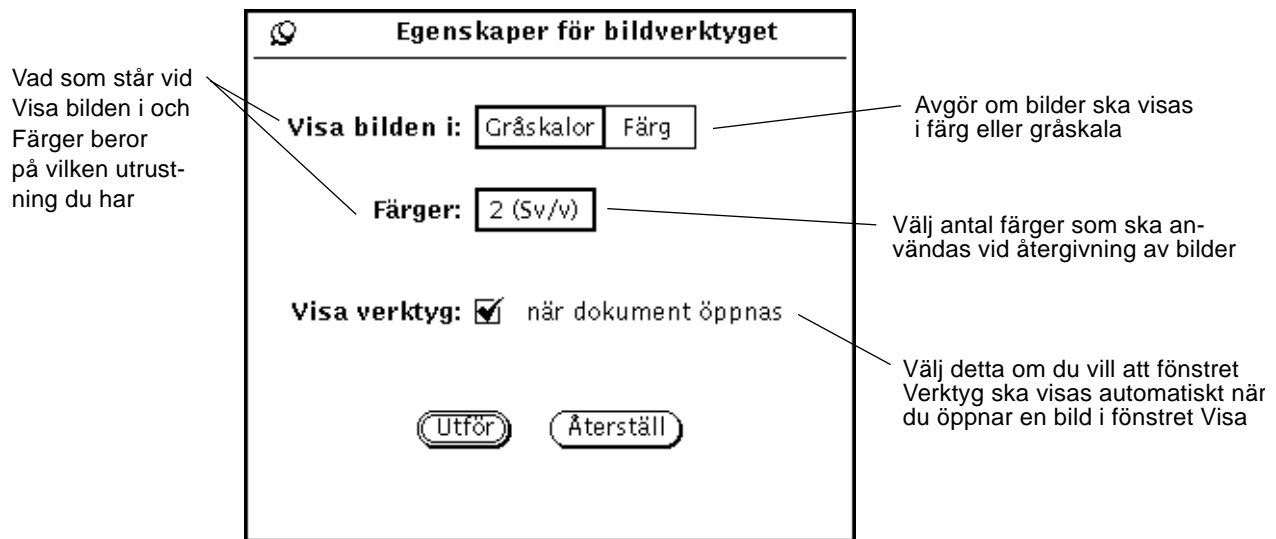 Egenskaper för bildverktyget
Vad som står vid
Visa bilden i och
Färger beror
på vilken utrust-
ning du har
Visa bilden i: Gråskalor Färg
Avgör om bilder ska visas
i färg eller gråskala
Färger: 2 (Sv/v)
Välj antal färger som ska an-
vändas vid återgivning av bilder
Visa verktyg: när dokument öppnas
Välj detta om du vill att fönstret
Verktyg ska visas automatiskt när
du öppnar en bild i fönstret Visa
Utför Återställ